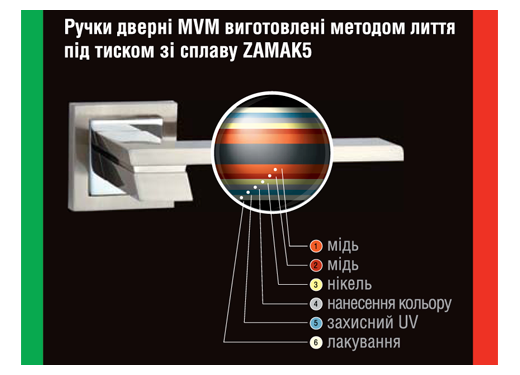 Ручки дверні MVM виготовлені методом лиття
під тиском зі сплаву ZAMAK5
1 мідь
2 мідь
3 нікель
4 нанесення кольору
5 захисний UV
6 лакування